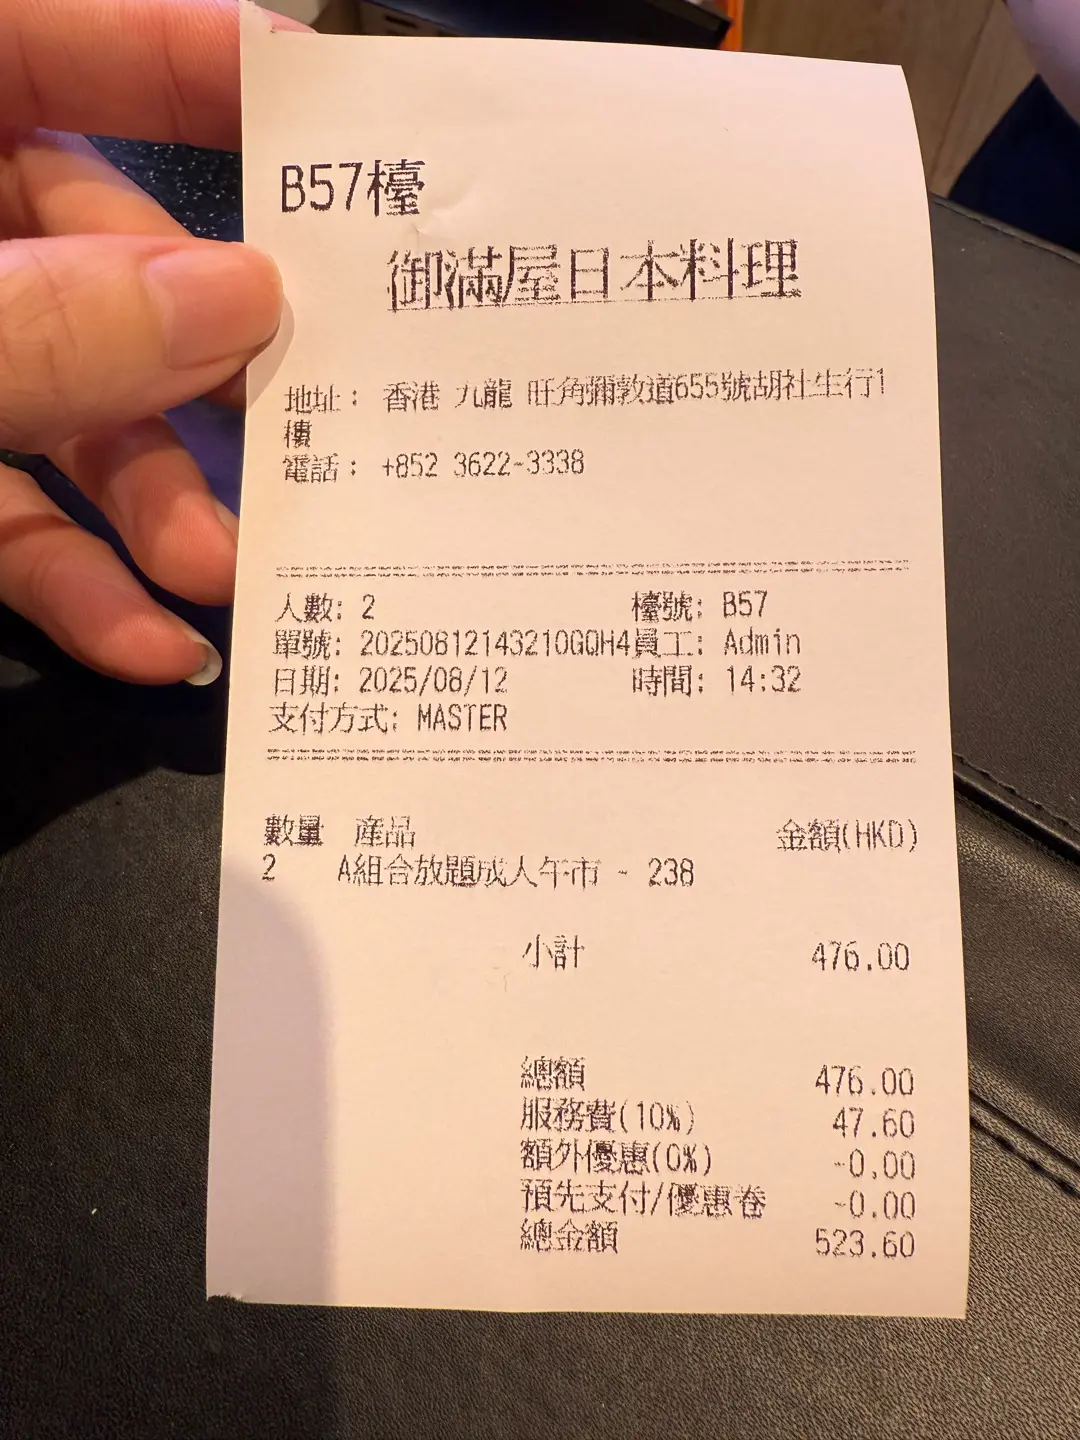 B57檯
御滿屋日本料理
地址： 香港 九龍 旺角彌敦道655號胡社生行1
樓
電話： +852 3622-3338
人數: 2 檯號: B57
單號: 20250812143210GQH4員工: Admin
日期: 2025/08/12 時間: 14:32
支付方式: MASTER
數量 產品 金額(HKD)
2 A組合放題成人午市 - 238
小計 476.00
總額 476.00
服務費(10%) 47.60
額外優惠(0%) -0.00
預先支付/優惠卷 -0.00
總金額 523.60